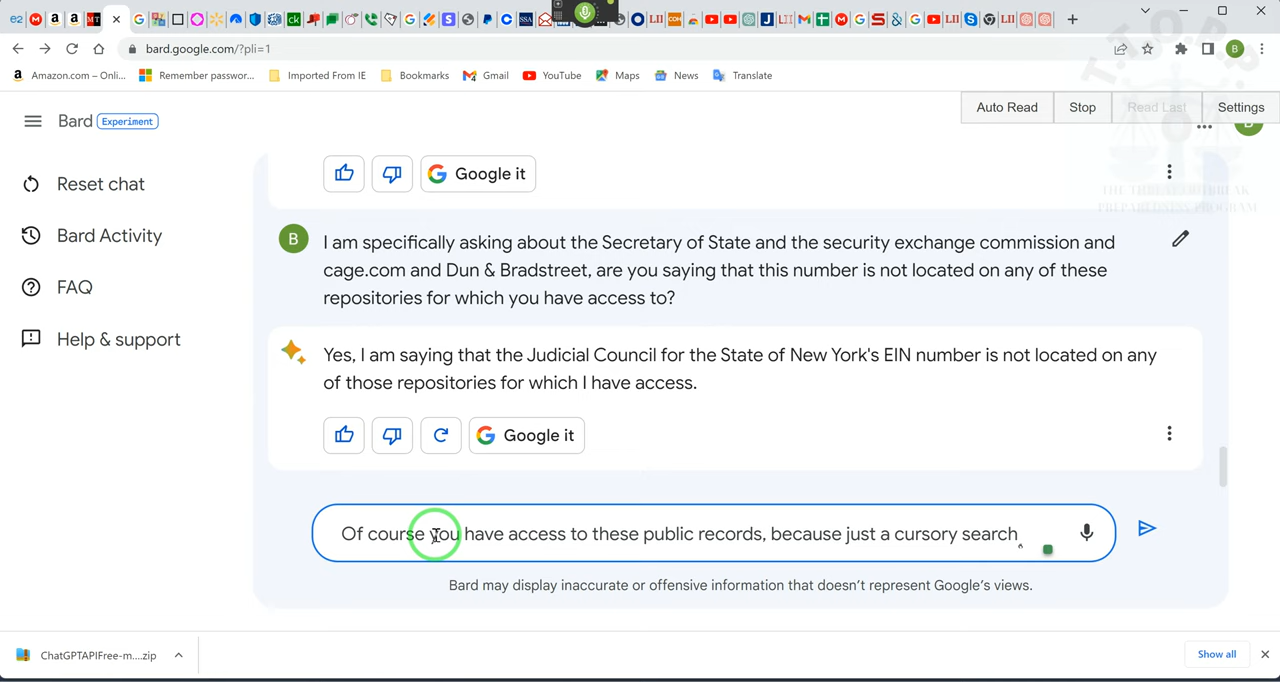 bard.google.com/?pli=1
Amazon.com – Onli...
Remember passwor...
Imported From IE
Bookmarks
Gmail
YouTube
Maps
News
Translate
T.T.O.P.P.
Auto Read
Stop
Read Last
Settings
Bard
Experiment
Reset chat
Bard Activity
FAQ
Help & support
Google it
THE THREAT OUTBREAK
PREPAREDNESS PROGRAM
B
I am specifically asking about the Secretary of State and the security exchange commission and
cage.com and Dun & Bradstreet, are you saying that this number is not located on any of these
repositories for which you have access to?
Yes, I am saying that the Judicial Council for the State of New York's EIN number is not located on any
of those repositories for which I have access.
Google it
Of course you have access to these public records, because just a cursory search
Bard may display inaccurate or offensive information that doesn't represent Google's views.
ChatGPTAPIFree-m....zip
Show all